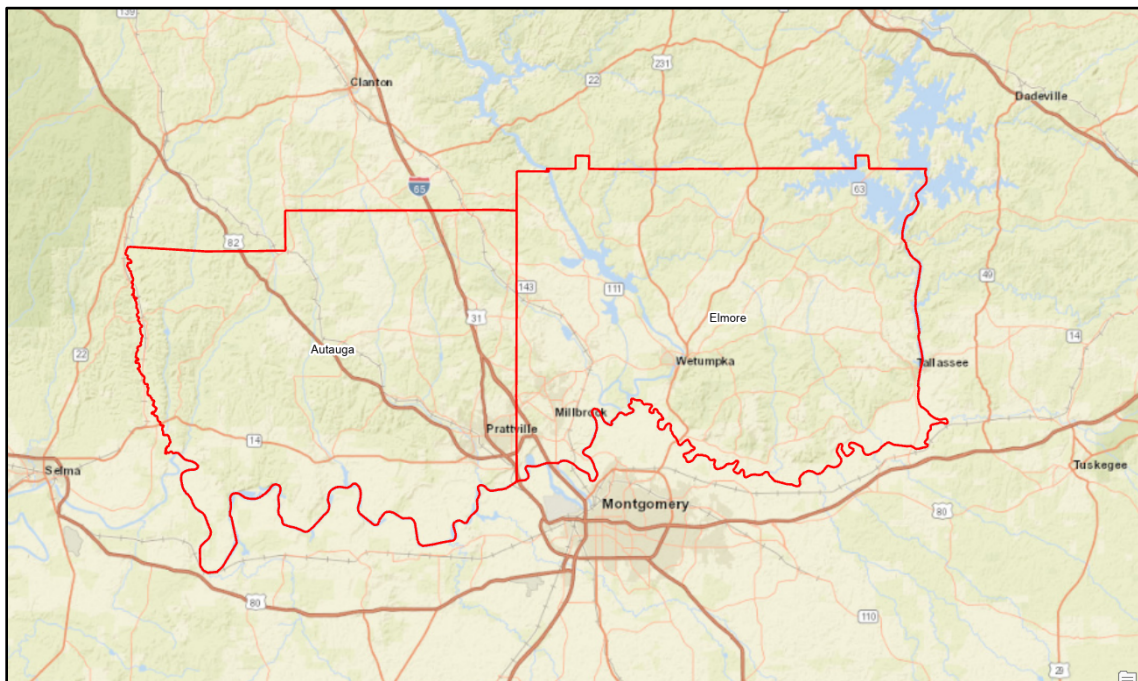 139
Clanton
22
231
Dadeville
65
63
82
49
143
111
31
Elmore
14
Autauga
22
Wetumpka
Tallassee
Millbrook
Prattville
14
Selma
Tuskegee
Montgomery
80
80
110
29